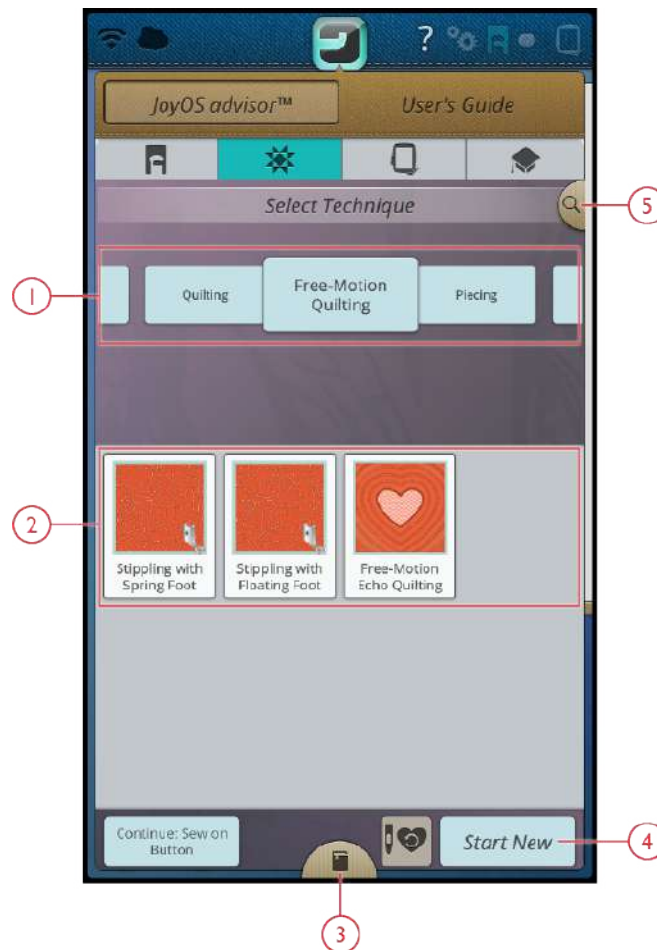 ?
JoyOS advisor™
User's Guide
Select Technique
5
1
Quilting
Free-Motion
Quilting
Piecing
2
Stippling with
Spring Foot
Stippling with
Floating Foot
Free-Motion
Echo Quilting
Continue: Sew on
Button
Start New
4
3